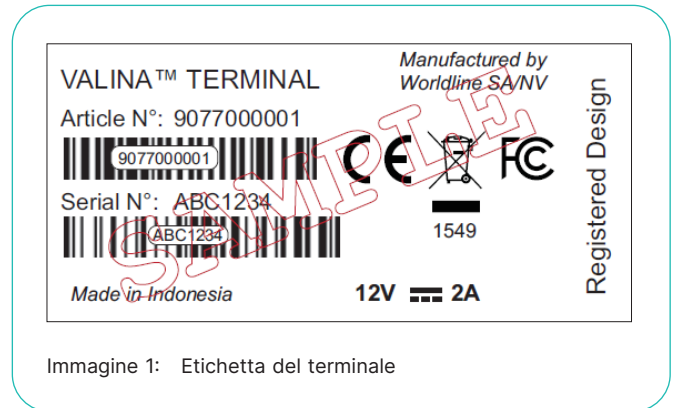 VALINA™ TERMINAL
Manufactured by
Worldline SA/NV
Article N°: 9077000001
9077000001
CE
FC
Serial N°: ABC1234
ABC1234
1549
Made in Indonesia
12V 2A
Registered Design
SAMPLE
Immagine 1: Etichetta del terminale